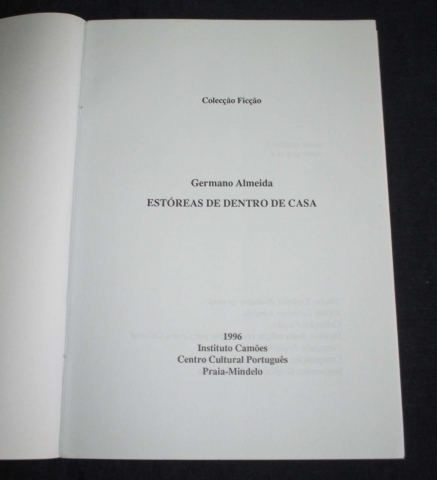 Colecção Ficção
Germano Almeida
ESTÓREAS DE DENTRO DE CASA
1996
Instituto Camões
Centro Cultural Português
Praia-Mindelo